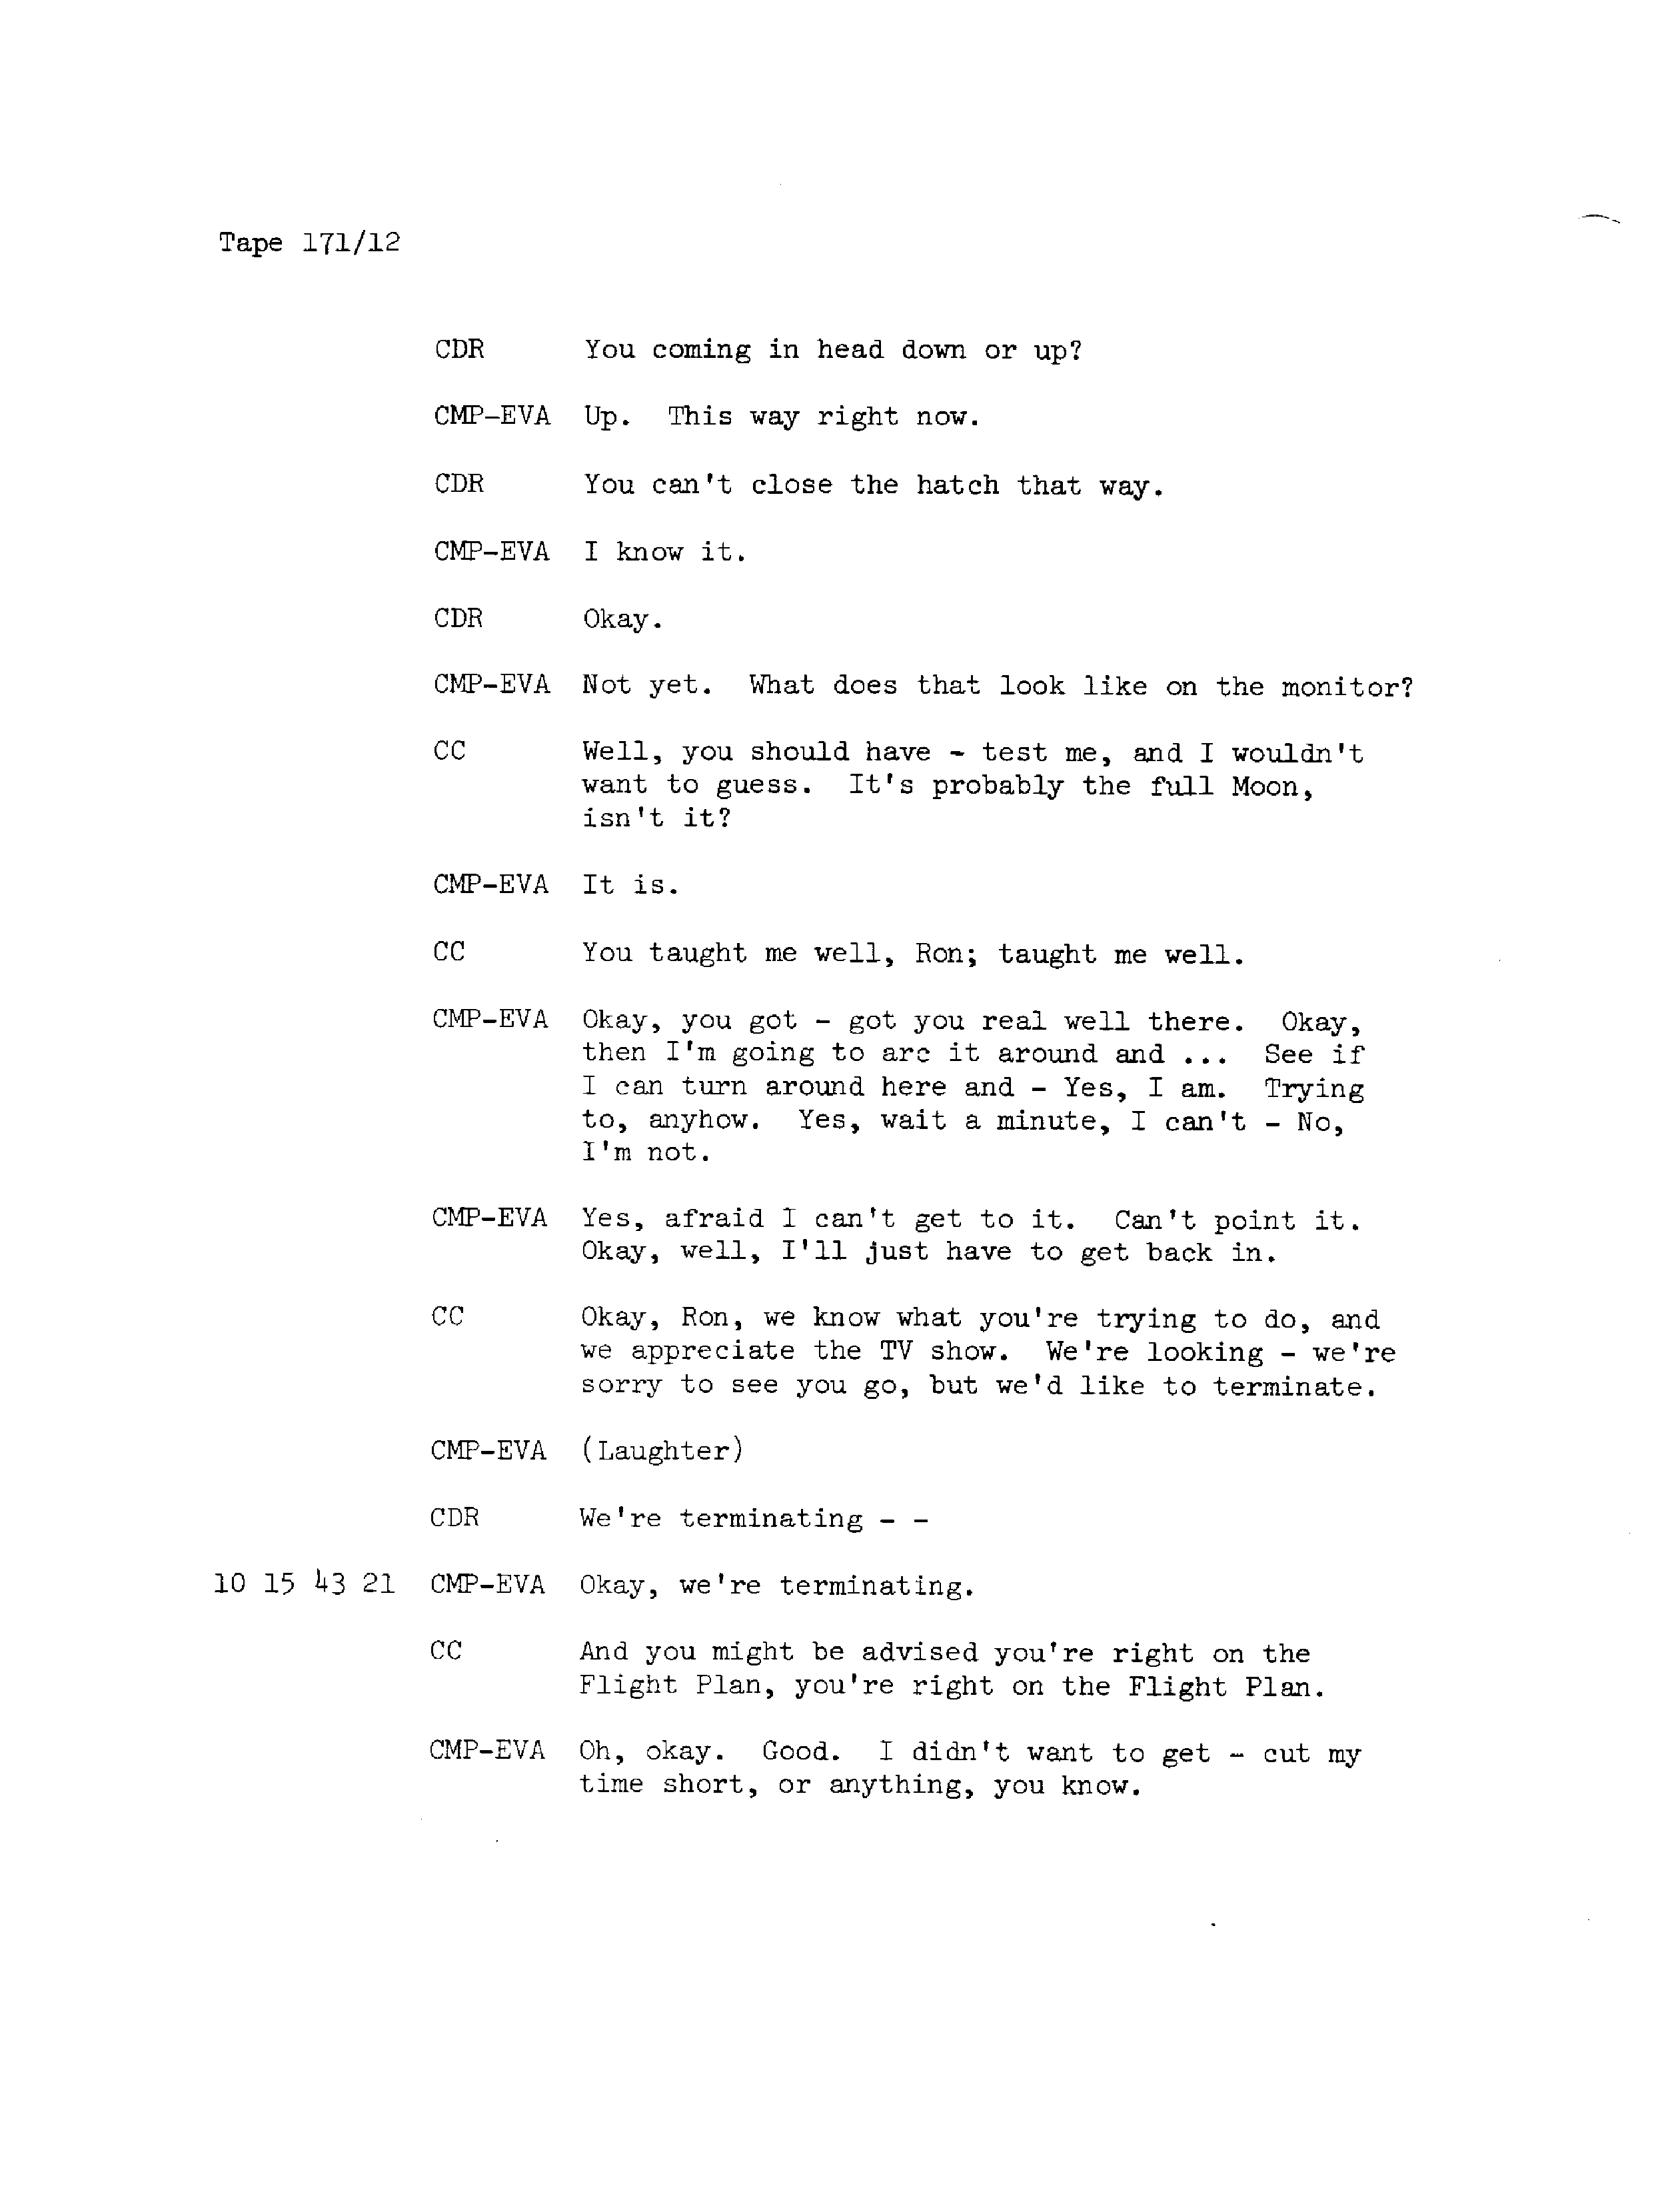 Tape 171/12
CDR You coming in head down or up?
CMP-EVA Up. This way right now.
CDR You can't close the hatch that way.
CMP-EVA I know it.
CDR Okay.
CMP-EVA Not yet. What does that look like on the monitor?
CC Well, you should have - test me, and I wouldn't
want to guess. It's probably the full Moon,
isn't it?
CMP-EVA It is.
CC You taught me well, Ron; taught me well.
CMP-EVA Okay, you got - got you real well there. Okay,
then I'm going to arc it around and ... See if
I can turn around here and - Yes, I am. Trying
to, anyhow. Yes, wait a minute, I can't - No,
I'm not.
CMP-EVA Yes, afraid I can't get to it. Can't point it.
Okay, well, I'll just have to get back in.
CC Okay, Ron, we know what you're trying to do, and
we appreciate the TV show. We're looking - we're
sorry to see you go, but we'd like to terminate.
CMP-EVA (Laughter)
CDR We're terminating - -
10 15 43 21 CMP-EVA Okay, we're terminating.
CC And you might be advised you're right on the
Flight Plan, you're right on the Flight Plan.
CMP-EVA Oh, okay. Good. I didn't want to get - cut my
time short, or anything, you know.